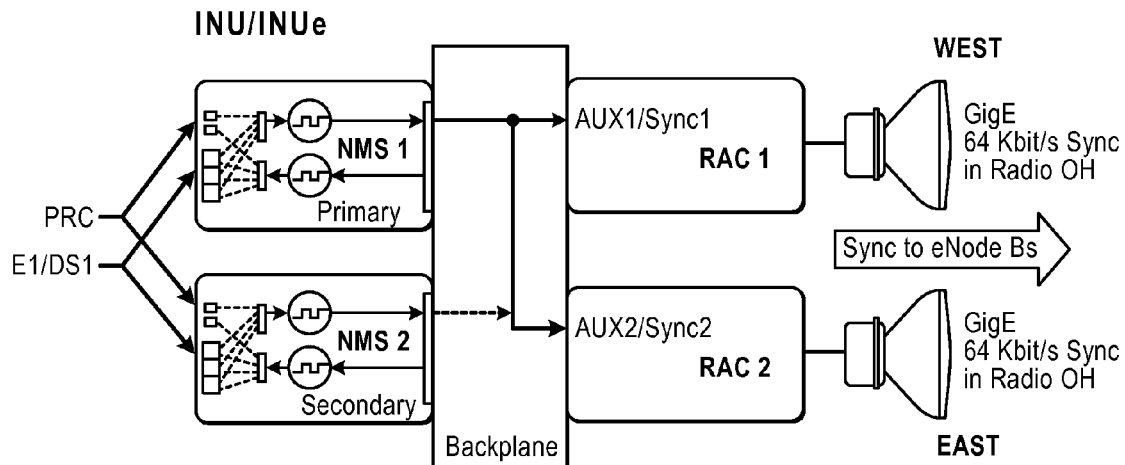 INU/INUe
WEST
NMS 1
Primary
AUX1/Sync1
RAC 1
GigE
64 Kbit/s Sync
in Radio OH
PRC
E1/DS1
Sync to eNode Bs
NMS 2
Secondary
AUX2/Sync2
RAC 2
GigE
64 Kbit/s Sync
in Radio OH
Backplane
EAST